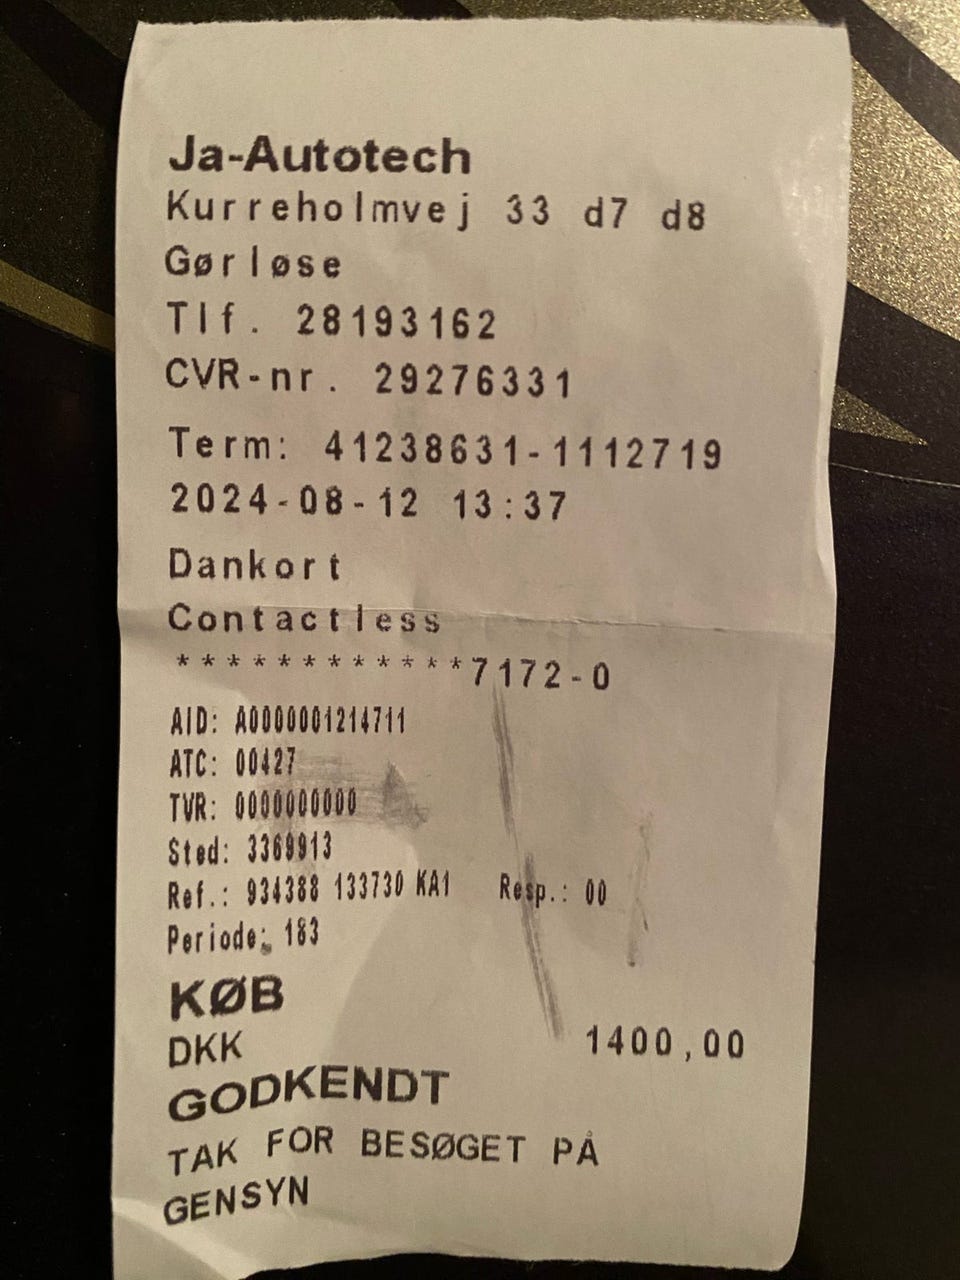 Ja-Autotech
Kurreholmvej 33 d7 d8
Gørløse
Tlf. 28193162
CVR-nr. 29276331
Term: 41238631-1112719
2024-08-12 13:37
Dankort
Contactless
************7172-0
AID: A0000001214711
ATC: 00427
TVR: 0000000000
Sted: 3369913
Ref.: 934388 133730 KA1 Resp.: 00
Periode: 183
KØB
DKK 1400,00
GODKENDT
TAK FOR BESØGET PÅ
GENSYN